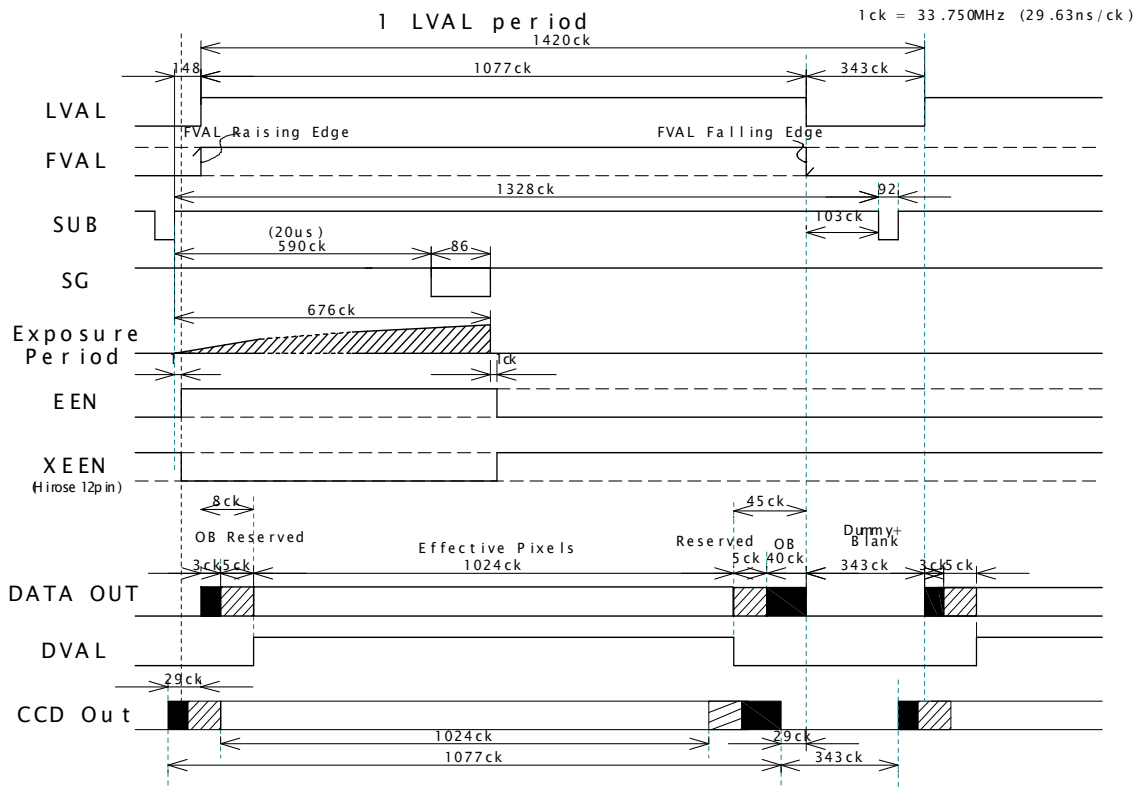 1 LVAL period
1ck = 33.750MHz (29.63ns/ck)
1420ck
148
1077ck
343ck
LVAL
FVAL Raising Edge
FVAL Falling Edge
FVAL
1328ck
92
SUB
103ck
(20us)
590ck
86
SG
676ck
Exposure
Period
1
1ck
EEN
XEEN
(Hirose 12pin)
8ck
45ck
OB Reserved
Effective Pixels
Reserved
OB
Dummy+
Blank
3ck
5ck
1024ck
5ck
40ck
343ck
3ck
5ck
DATA OUT
DVAL
29ck
CCD Out
1024ck
29ck
1077ck
343ck